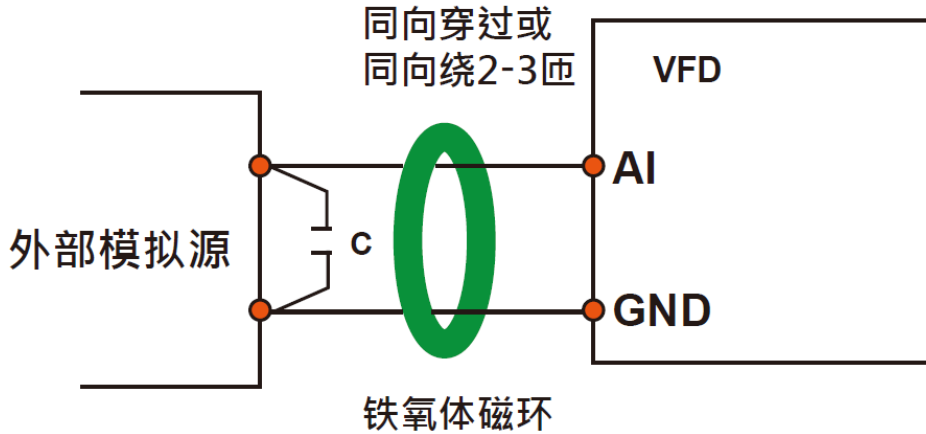 同向穿过或
同向绕2-3匝
VFD
AI
外部模拟源
C
GND
铁氧体磁环